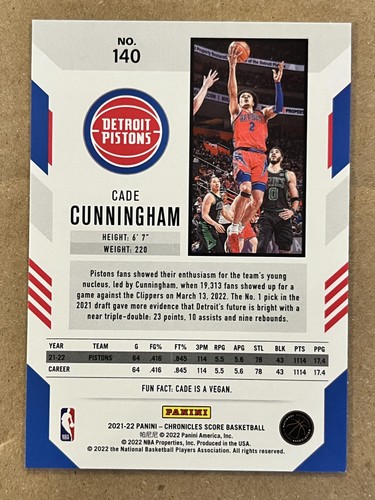 NO.
140
DETROIT
PISTONS
CADE
CUNNINGHAM
HEIGHT: 6' 7"
WEIGHT: 220
Pistons fans showed their enthusiasm for the team's young
nucleus, led by Cunningham, when 19,313 fans showed up for
a game against the Clippers on March 13, 2022. The No. 1 pick in the
2021 draft gave more evidence that Detroit's future is bright with a
near triple-double: 23 points, 10 assists and nine rebounds.
YEAR TEAM G FG% FT% 3PM RPG APG STL BLK PTS PPG
21-22 PISTONS 64 .416 .845 114 5.5 5.6 78 43 1114 17.4
CAREER 64 .416 .845 114 5.5 5.6 78 43 1114 17.4
FUN FACT: CADE IS A VEGAN.
PANINI
2021-22 PANINI – CHRONICLES SCORE BASKETBALL
帕尼尼 © 2022 Panini America, Inc.
© 2022 NBA Properties, Inc. Produced in the USA.
© 2022 the National Basketball Players Association. All rights reserved.
NBA
2
0